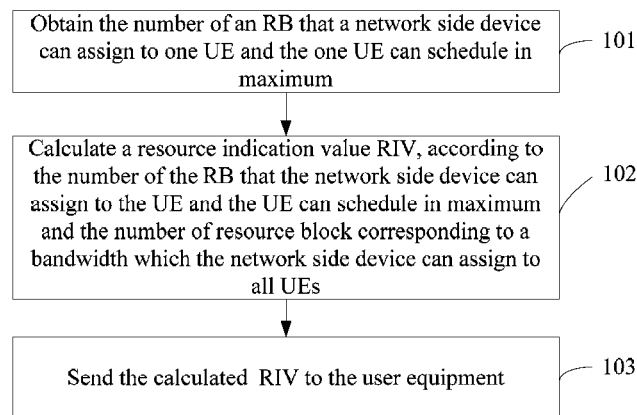 Obtain the number of an RB that a network side device
can assign to one UE and the one UE can schedule in
maximum
101
Calculate a resource indication value RIV, according to
the number of the RB that the network side device can
assign to the UE and the UE can schedule in maximum
and the number of resource block corresponding to a
bandwidth which the network side device can assign to
all UEs
102
Send the calculated RIV to the user equipment
103